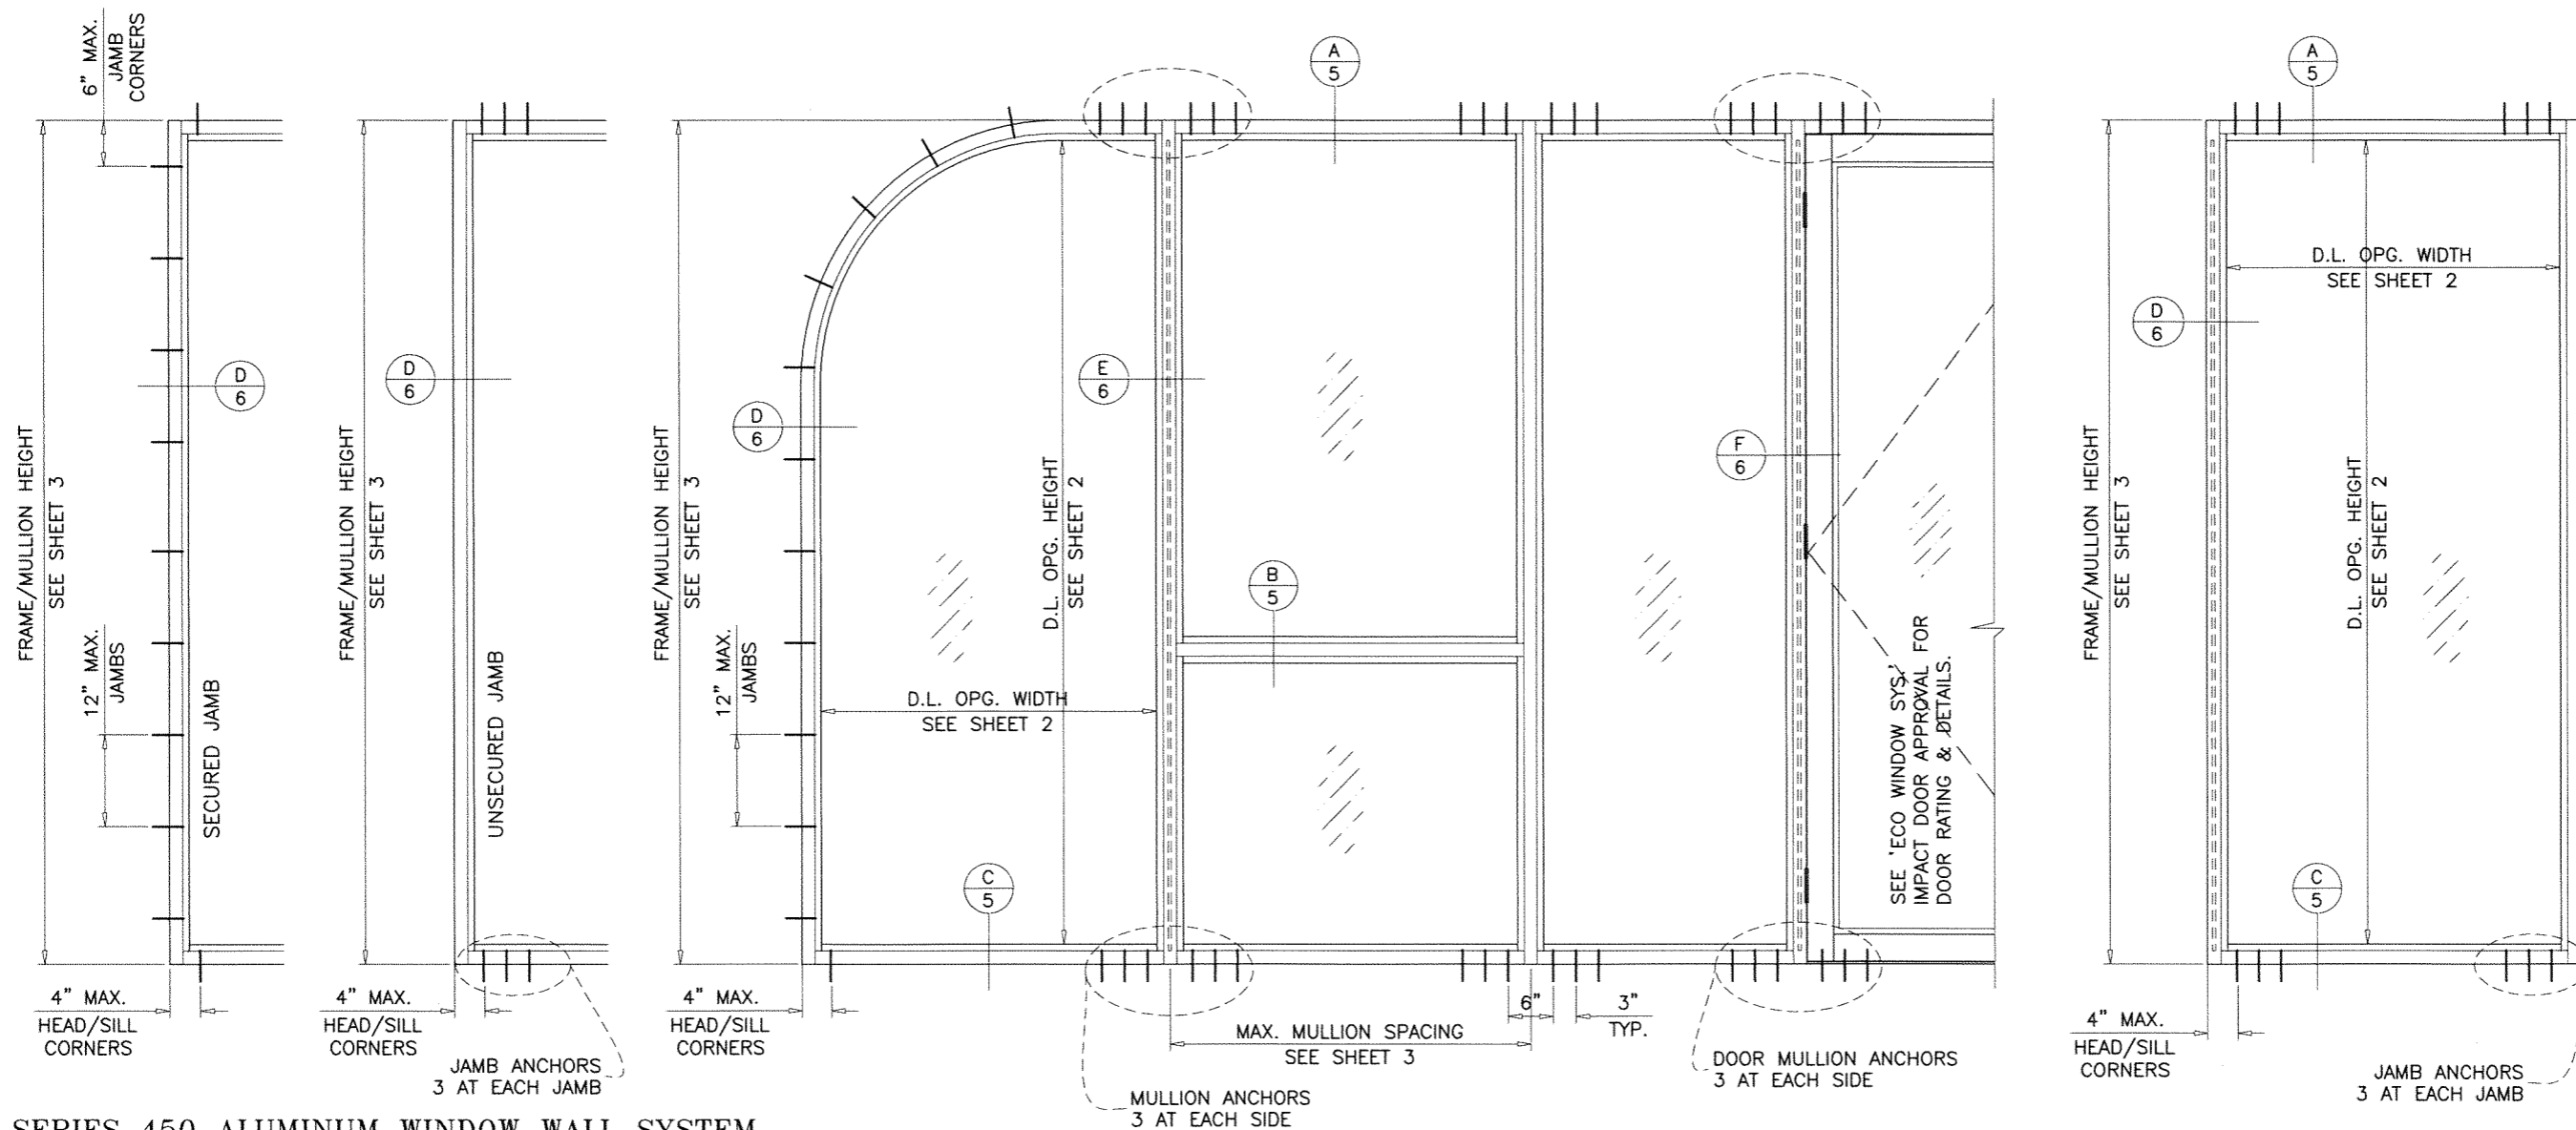 6" MAX.
JAMB
CORNERS
FRAME/MULLION HEIGHT
SEE SHEET 3
12" MAX.
JAMBS
SECURED JAMB
D
6
4" MAX.
HEAD/SILL
CORNERS
FRAME/MULLION HEIGHT
SEE SHEET 3
D
6
UNSECURED JAMB
4" MAX.
HEAD/SILL
CORNERS
JAMB ANCHORS
3 AT EACH JAMB
FRAME/MULLION HEIGHT
SEE SHEET 3
12" MAX.
JAMBS
D
6
4" MAX.
HEAD/SILL
CORNERS
D.L. OPG. WIDTH
SEE SHEET 2
D.L. OPG. HEIGHT
SEE SHEET 2
C
5
E
6
A
5
B
5
MULLION ANCHORS
3 AT EACH SIDE
MAX. MULLION SPACING
SEE SHEET 3
6"
3"
TYP.
F
6
SEE 'ECO WINDOW SYS.'
IMPACT DOOR APPROVAL FOR
DOOR RATING & DETAILS.
DOOR MULLION ANCHORS
3 AT EACH SIDE
FRAME/MULLION HEIGHT
SEE SHEET 3
A
5
D
6
D.L. OPG. WIDTH
SEE SHEET 2
D.L. OPG. HEIGHT
SEE SHEET 2
C
5
4" MAX.
HEAD/SILL
CORNERS
JAMB ANCHORS
3 AT EACH JAMB
SERIES 450 ALUMINUM WINDOW WALL SYSTEM